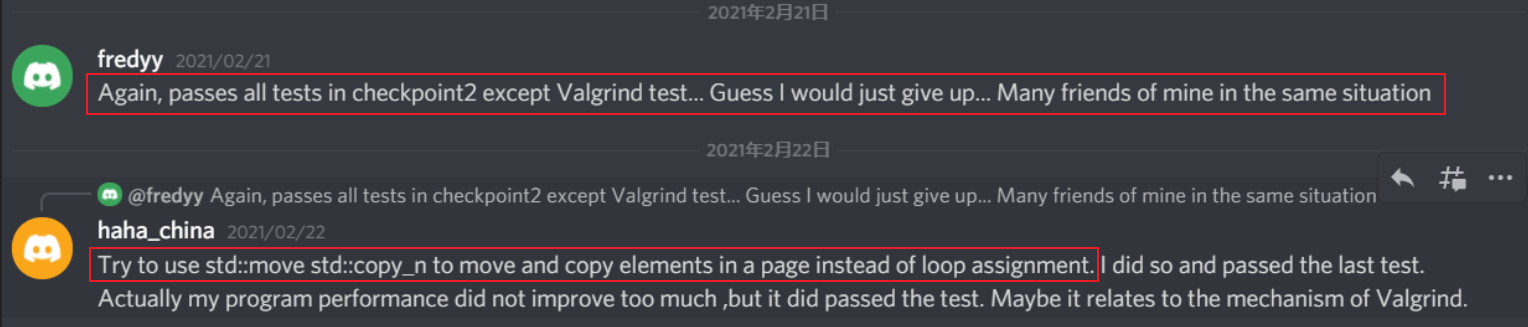 2021年2月21日
fredyy 2021/02/21
Again, passes all tests in checkpoint2 except Valgrind test... Guess I would just give up... Many friends of mine in the same situation
2021年2月22日
@fredyy Again, passes all tests in checkpoint2 except Valgrind test... Guess I would just give up... Many friends of mine in the same situation
haha_china 2021/02/22
Try to use std::move std::copy_n to move and copy elements in a page instead of loop assignment. I did so and passed the last test.
Actually my program performance did not improve too much ,but it did passed the test. Maybe it relates to the mechanism of Valgrind.